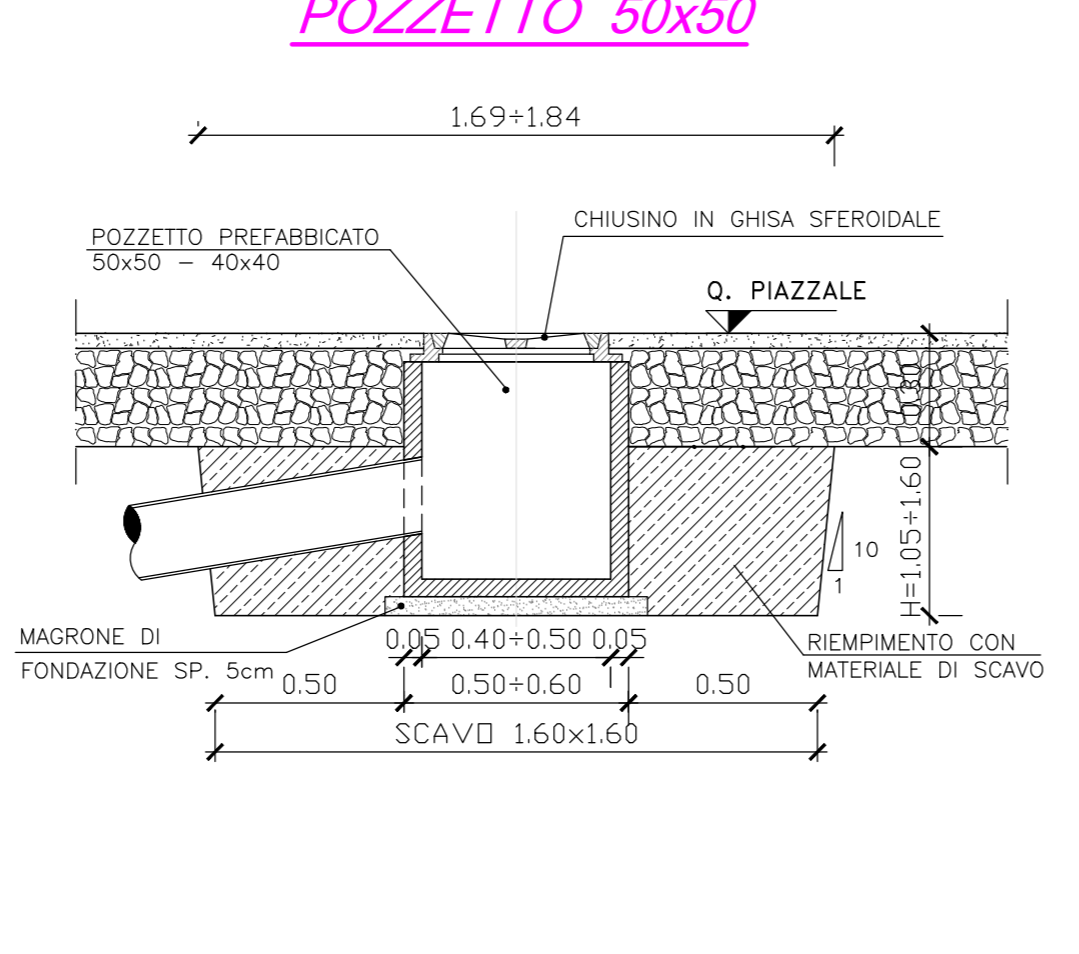 POZZETTO 50x50
1.69÷1.84
CHIUSINO IN GHISA SFEROIDALE
POZZETTO PREFABBICATO
50x50 - 40x40
Q. PIAZZALE
0.30
H=1.05÷1.60
10
1
MAGRONE DI
FONDAZIONE SP. 5cm
0.05 0.40÷0.50 0.05
RIEMPIMENTO CON
MATERIALE DI SCAVO
0.50 0.50÷0.60 0.50
SCAVO 1.60x1.60